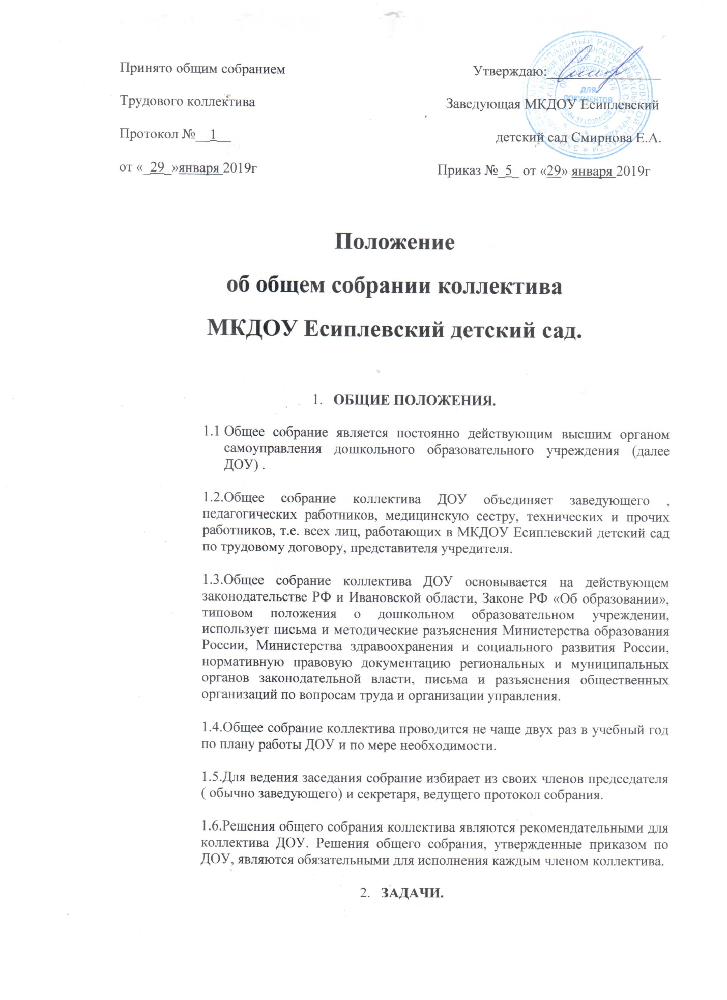 Принято общим собранием
Утверждаю:
Трудового коллектива
Заведующая МКДОУ Есиплевский
Протокол №__1__
детский сад Смирнова Е.А.
от «_29_»января 2019г
Приказ №_5_ от «29» января 2019г
ДЛЯ
ДОКУМЕНТОВ
Положение
об общем собрании коллектива
МКДОУ Есиплевский детский сад.
1. ОБЩИЕ ПОЛОЖЕНИЯ.
1.1 Общее собрание является постоянно действующим высшим органом
самоуправления дошкольного образовательного учреждения (далее
ДОУ) .
1.2.Общее собрание коллектива ДОУ объединяет заведующего ,
педагогических работников, медицинскую сестру, технических и прочих
работников, т.е. всех лиц, работающих в МКДОУ Есиплевский детский сад
по трудовому договору, представителя учредителя.
1.3.Общее собрание коллектива ДОУ основывается на действующем
законодательстве РФ и Ивановской области, Законе РФ «Об образовании»,
типовом положения о дошкольном образовательном учреждении,
использует письма и методические разъяснения Министерства образования
России, Министерства здравоохранения и социального развития России,
нормативную правовую документацию региональных и муниципальных
органов законодательной власти, письма и разъяснения общественных
организаций по вопросам труда и организации управления.
1.4.Общее собрание коллектива проводится не чаще двух раз в учебный год
по плану работы ДОУ и по мере необходимости.
1.5.Для ведения заседания собрание избирает из своих членов председателя
( обычно заведующего) и секретаря, ведущего протокол собрания.
1.6.Решения общего собрания коллектива являются рекомендательными для
коллектива ДОУ. Решения общего собрания, утвержденные приказом по
ДОУ, являются обязательными для исполнения каждым членом коллектива.
2. ЗАДАЧИ.